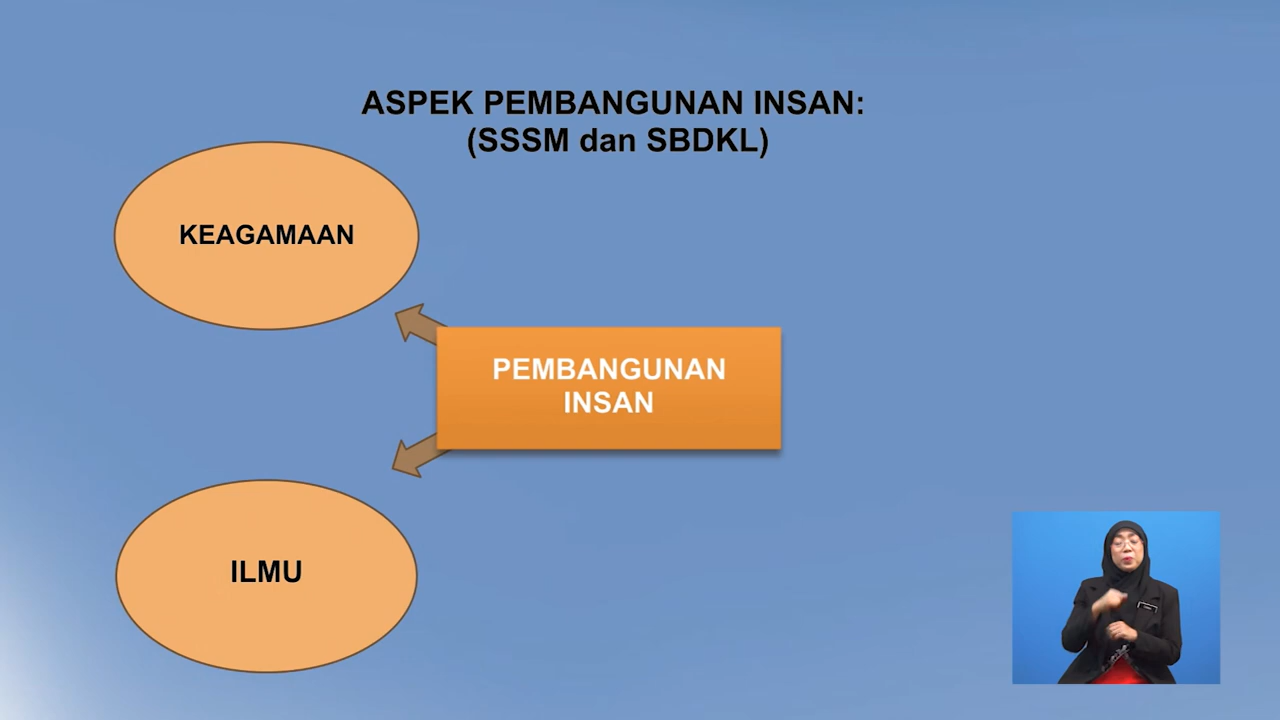 ASPEK PEMBANGUNAN INSAN:
(SSSM dan SBDKL)
KEAGAMAAN
PEMBANGUNAN
INSAN
ILMU